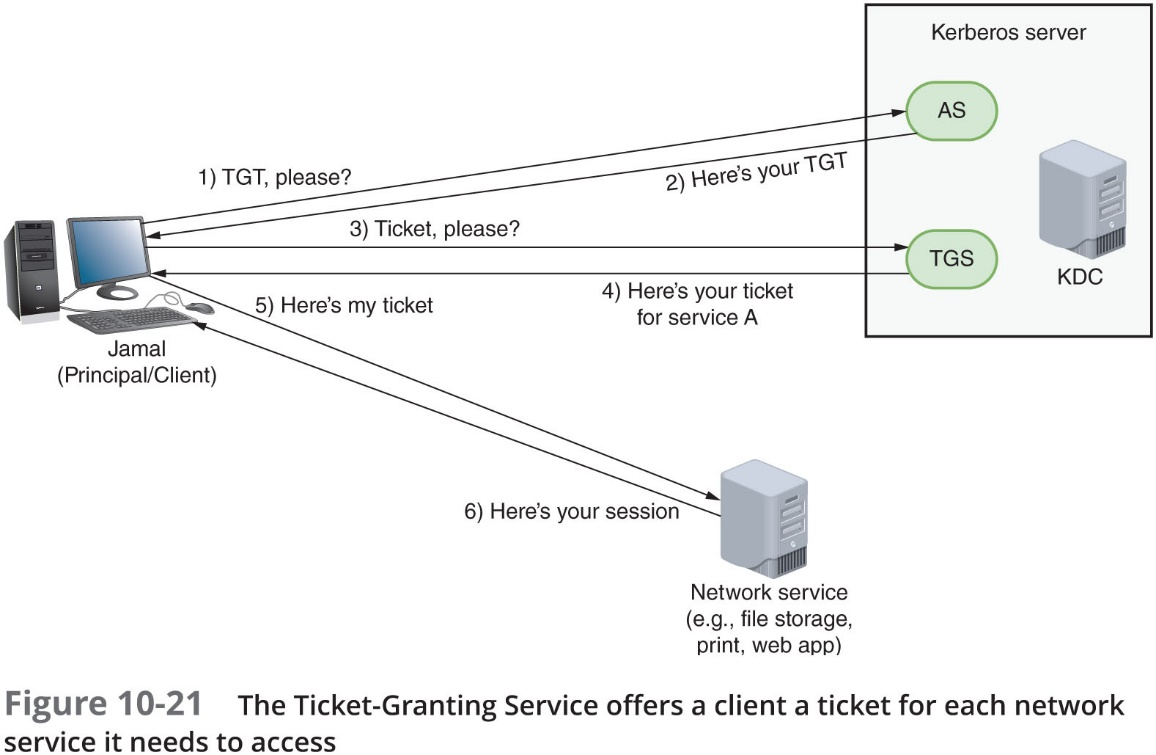 Kerberos server
AS
1) TGT, please?
2) Here's your TGT
3) Ticket, please?
TGS
KDC
4) Here's your ticket
for service A
5) Here's my ticket
Jamal
(Principal/Client)
6) Here's your session
Network service
(e.g., file storage,
print, web app)
Figure 10-21 The Ticket-Granting Service offers a client a ticket for each network
service it needs to access